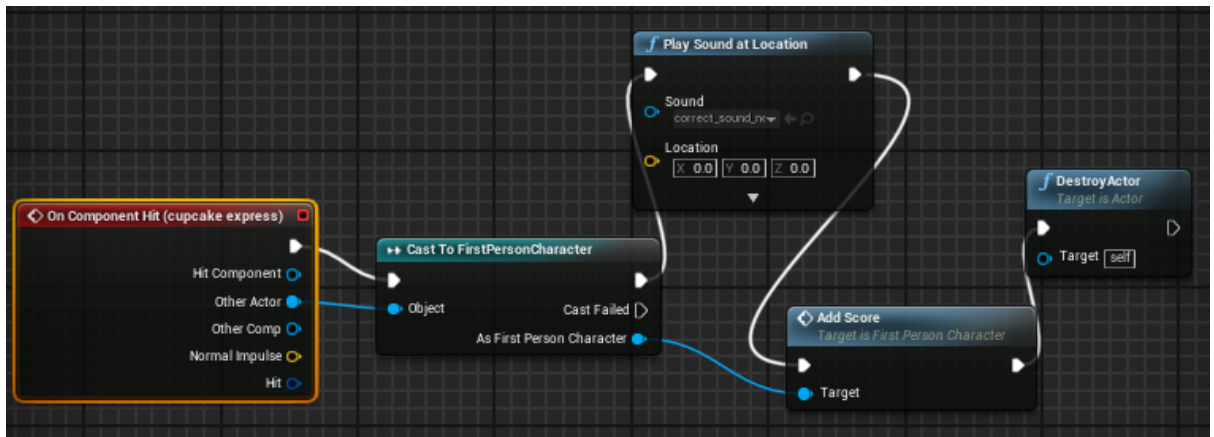 Play Sound at Location
Sound
correct_sound_n
Location
X 0.0 Y 0.0 Z 0.0
DestroyActor
Target is Actor
Target self
On Component Hit (cupcake express)
Hit Component
Other Actor
Other Comp
Normal Impulse
Hit
Cast To FirstPersonCharacter
Object
Cast Failed
As First Person Character
Add Score
Target is First Person Character
Target